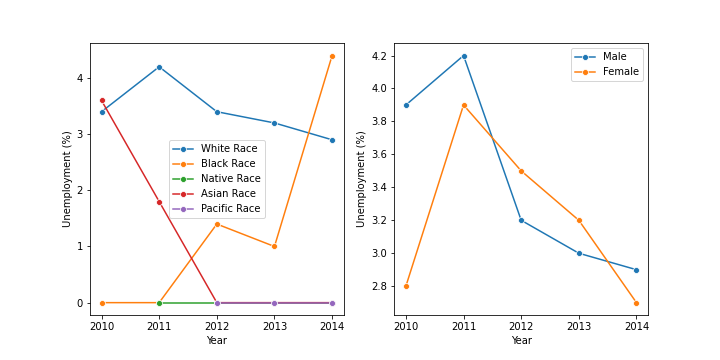 Unemployment (%)
4
3
2
1
0
2010 2011 2012 2013 2014
Year
White Race
Black Race
Native Race
Asian Race
Pacific Race
Unemployment (%)
4.2
4.0
3.8
3.6
3.4
3.2
3.0
2.8
2010 2011 2012 2013 2014
Year
Male
Female